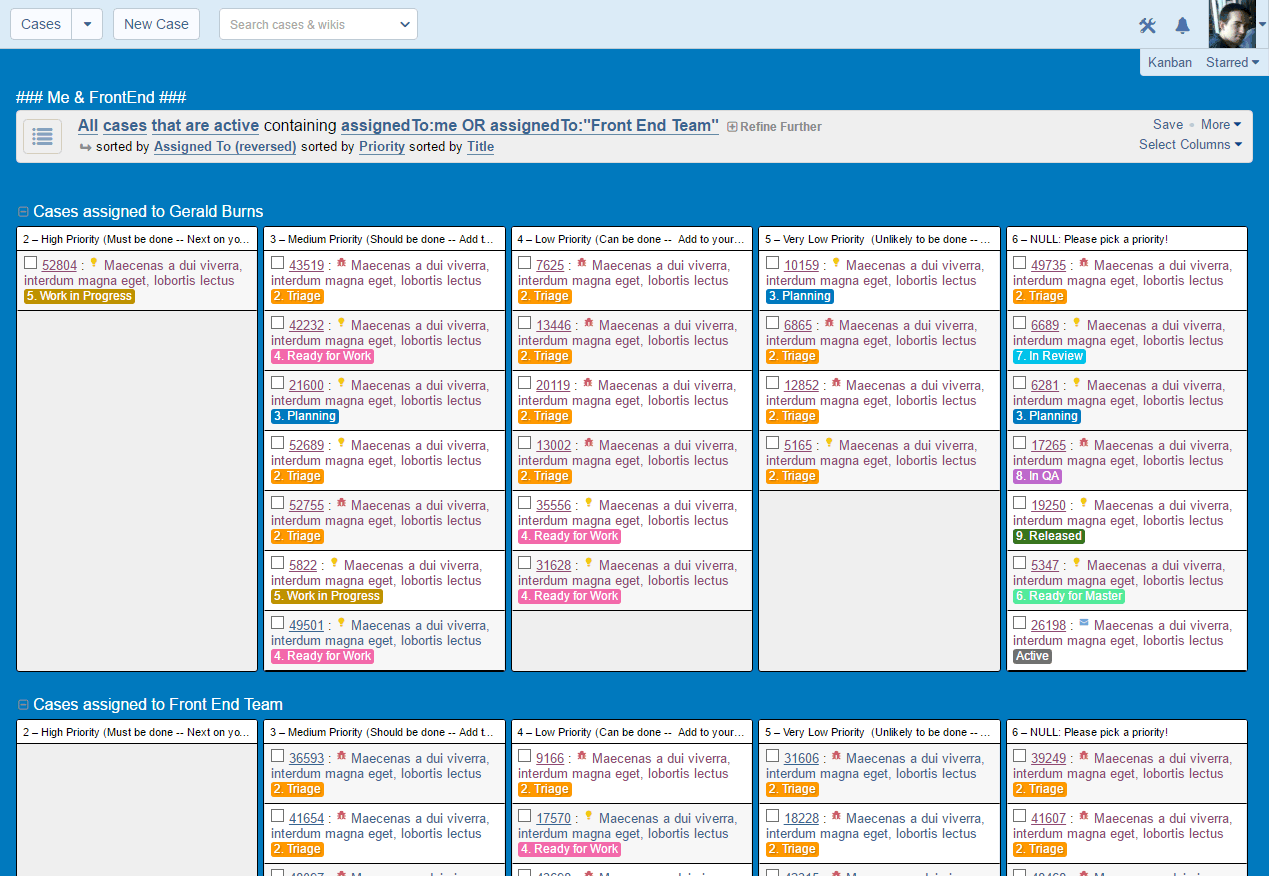 Cases
New Case
Search cases & wikis
Kanban Starred
### Me & FrontEnd ###
All cases that are active containing assignedTo:me OR assignedTo:"Front End Team" Refine Further
sorted by Assigned To (reversed) sorted by Priority sorted by Title
Save • More
Select Columns
Cases assigned to Gerald Burns
2 – High Priority (Must be done -- Next on yo...
52804 : Maecenas a dui viverra,
interdum magna eget, lobortis lectus
5. Work in Progress
3 – Medium Priority (Should be done -- Add t...
43519 : Maecenas a dui viverra,
interdum magna eget, lobortis lectus
2. Triage
42232 : Maecenas a dui viverra,
interdum magna eget, lobortis lectus
4. Ready for Work
21600 : Maecenas a dui viverra,
interdum magna eget, lobortis lectus
3. Planning
52689 : Maecenas a dui viverra,
interdum magna eget, lobortis lectus
2. Triage
52755 : Maecenas a dui viverra,
interdum magna eget, lobortis lectus
2. Triage
5822 : Maecenas a dui viverra,
interdum magna eget, lobortis lectus
5. Work in Progress
49501 : Maecenas a dui viverra,
interdum magna eget, lobortis lectus
4. Ready for Work
4 – Low Priority (Can be done -- Add to your...
7625 : Maecenas a dui viverra,
interdum magna eget, lobortis lectus
2. Triage
13446 : Maecenas a dui viverra,
interdum magna eget, lobortis lectus
2. Triage
20119 : Maecenas a dui viverra,
interdum magna eget, lobortis lectus
2. Triage
13002 : Maecenas a dui viverra,
interdum magna eget, lobortis lectus
2. Triage
35556 : Maecenas a dui viverra,
interdum magna eget, lobortis lectus
4. Ready for Work
31628 : Maecenas a dui viverra,
interdum magna eget, lobortis lectus
4. Ready for Work
5 – Very Low Priority (Unlikely to be done -- ...
10159 : Maecenas a dui viverra,
interdum magna eget, lobortis lectus
3. Planning
6865 : Maecenas a dui viverra,
interdum magna eget, lobortis lectus
2. Triage
12852 : Maecenas a dui viverra,
interdum magna eget, lobortis lectus
2. Triage
5165 : Maecenas a dui viverra,
interdum magna eget, lobortis lectus
2. Triage
6 – NULL: Please pick a priority!
49735 : Maecenas a dui viverra,
interdum magna eget, lobortis lectus
2. Triage
6689 : Maecenas a dui viverra,
interdum magna eget, lobortis lectus
7. In Review
6281 : Maecenas a dui viverra,
interdum magna eget, lobortis lectus
3. Planning
17265 : Maecenas a dui viverra,
interdum magna eget, lobortis lectus
8. In QA
19250 : Maecenas a dui viverra,
interdum magna eget, lobortis lectus
9. Released
5347 : Maecenas a dui viverra,
interdum magna eget, lobortis lectus
6. Ready for Master
26198 : Maecenas a dui viverra,
interdum magna eget, lobortis lectus
Active
Cases assigned to Front End Team
2 – High Priority (Must be done -- Next on yo...
3 – Medium Priority (Should be done -- Add t...
36593 : Maecenas a dui viverra,
interdum magna eget, lobortis lectus
2. Triage
41654 : Maecenas a dui viverra,
interdum magna eget, lobortis lectus
2. Triage
Maecenas a dui viverra,
4 – Low Priority (Can be done -- Add to your...
9166 : Maecenas a dui viverra,
interdum magna eget, lobortis lectus
2. Triage
17570 : Maecenas a dui viverra,
interdum magna eget, lobortis lectus
4. Ready for Work
Maecenas a dui viverra,
5 – Very Low Priority (Unlikely to be done -- ...
31606 : Maecenas a dui viverra,
interdum magna eget, lobortis lectus
2. Triage
18228 : Maecenas a dui viverra,
interdum magna eget, lobortis lectus
2. Triage
Maecenas a dui viverra,
6 – NULL: Please pick a priority!
39249 : Maecenas a dui viverra,
interdum magna eget, lobortis lectus
2. Triage
41607 : Maecenas a dui viverra,
interdum magna eget, lobortis lectus
2. Triage
Maecenas a dui viverra,